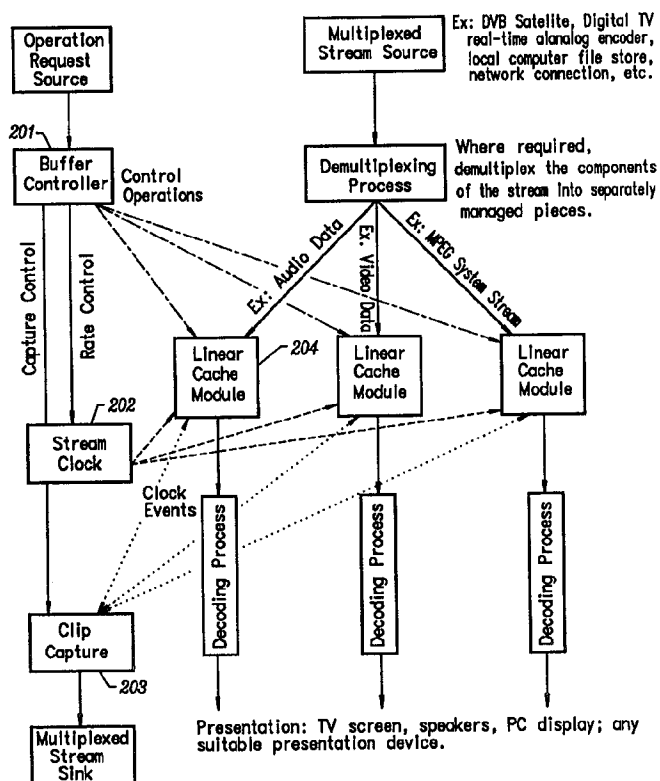 Operation
Request
Source
Multiplexed
Stream Source
Ex: DVB Satelite, Digital TV
real-time alanalog encoder,
local computer file store,
network connection, etc.
201
Buffer
Controller
Control
Operations
Demultiplexing
Process
Where required,
demultiplex the components
of the stream into separately
managed pieces.
Capture Control
Rate Control
Ex: Audio Data
Ex. Video Data
Ex: MPEG System Stream
Linear
Cache
Module
204
Linear
Cache
Module
Linear
Cache
Module
202
Stream
Clock
Clock
Events
Decoding Process
Decoding Process
Decoding Process
Clip
Capture
203
Multiplexed
Stream
Sink
Presentation: TV screen, speakers, PC display; any
suitable presentation device.